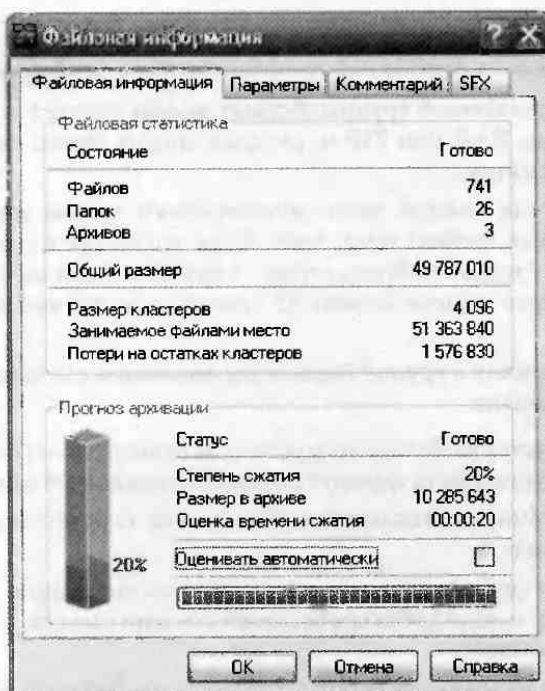 Файловая информация
Файловая информация Параметры Комментарий SFX
Файловая статистика
Состояние Готово
Файлов 741
Папок 26
Архивов 3
Общий размер 49 787 010
Размер кластеров 4 096
Занимаемое файлами место 51 363 840
Потери на остатках кластеров 1 576 830
Прогноз архивации
Статус Готово
Степень сжатия 20%
Размер в архиве 10 285 643
Оценка времени сжатия 00:00:20
20%
Оценивать автоматически
OK Отмена Справка